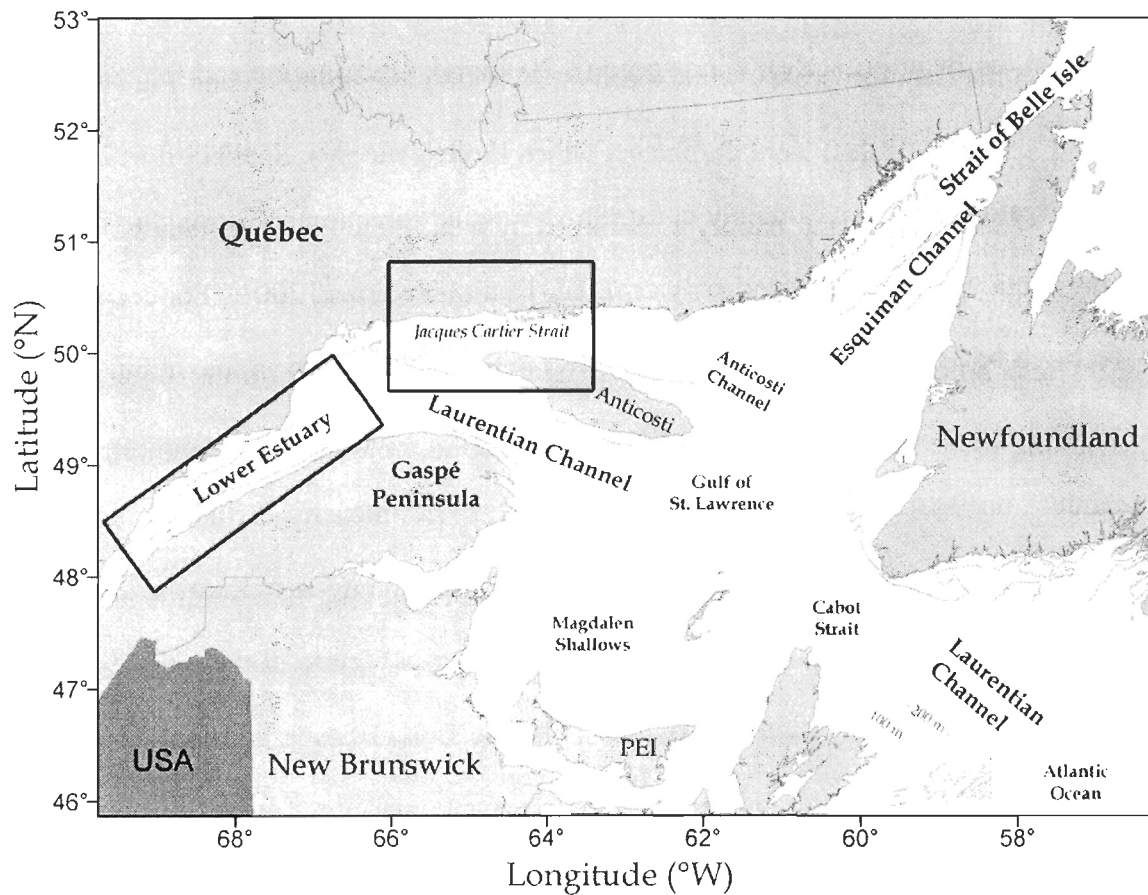 53°
52°
51°
50°
49°
48°
47°
46°
Latitude (°N)
Strait of Belle Isle
Québec
Esquiman Channel
Jacques Cartier Strait
Anticosti
Channel
Anticosti
Laurentian Channel
Lower Estuary
Newfoundland
Gaspé
Peninsula
Gulf of
St. Lawrence
Cabot
Strait
Magdalen
Shallows
Laurentian
Channel
100 m
200 m
PEI
USA
New Brunswick
Atlantic
Ocean
68°
66°
64°
62°
60°
58°
Longitude (°W)